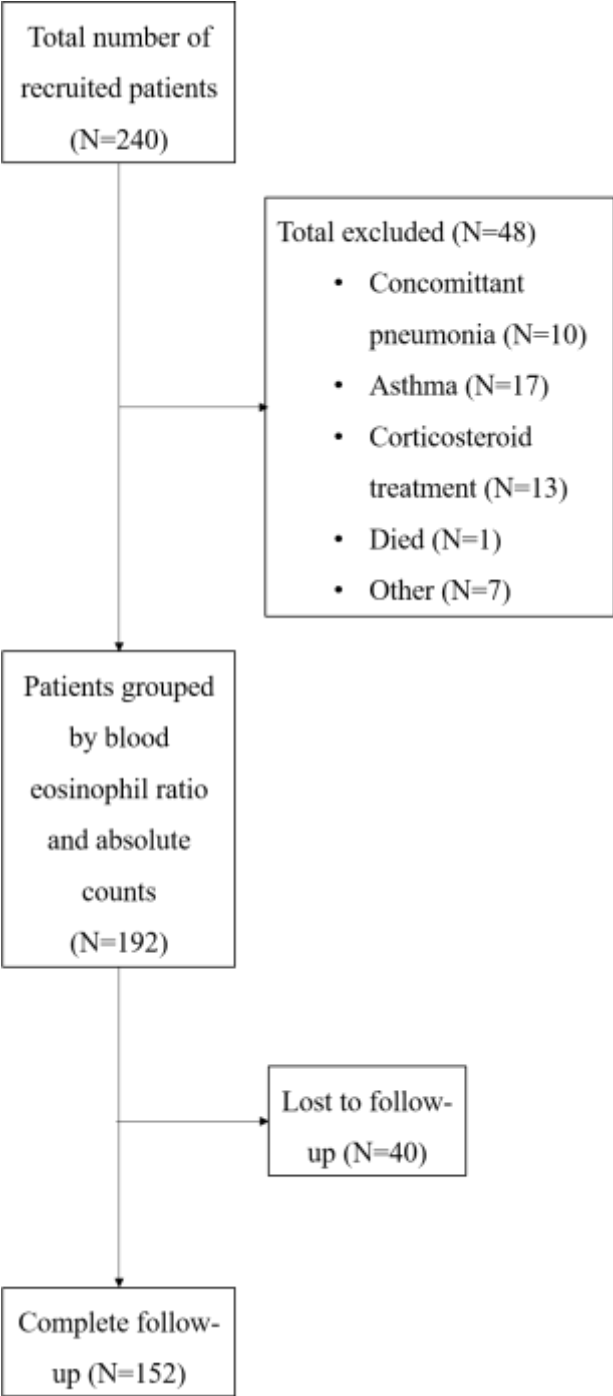 Total number of
recruited patients
(N=240)
Total excluded (N=48)
• Concomittant
pneumonia (N=10)
• Asthma (N=17)
• Corticosteroid
treatment (N=13)
• Died (N=1)
• Other (N=7)
Patients grouped
by blood
eosinophil ratio
and absolute
counts
(N=192)
Lost to follow-
up (N=40)
Complete follow-
up (N=152)